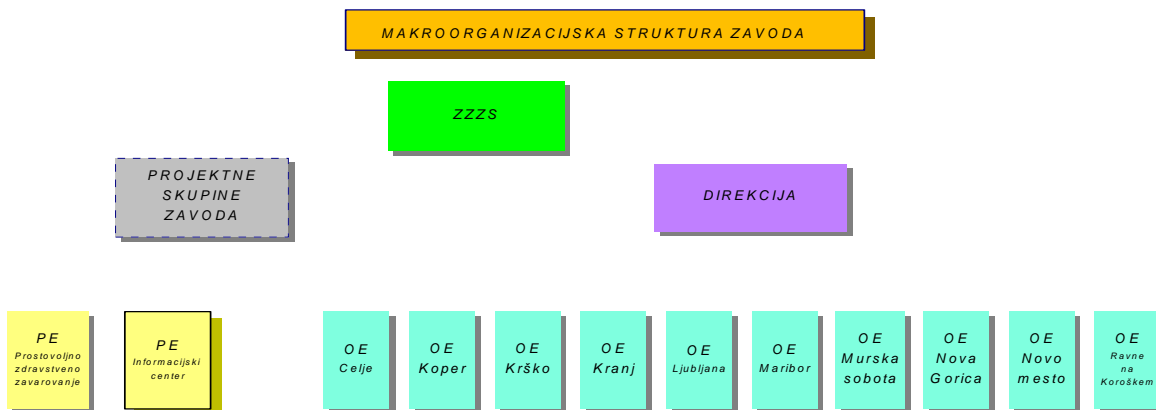 MAKROORGANIZACIJSKA STRUKTURA ZAVODA
ZZZS
PROJEKTNE
SKUPINE
ZAVODA
DIREKCIJA
PE
Prostovoljno
zdravstveno
zavarovanje
PE
Informacijski
center
OE
Celje
OE
Koper
OE
Krško
OE
Kranj
OE
Ljubljana
OE
Maribor
OE
Murska
sobota
OE
Nova
Gorica
OE
Novo
mesto
OE
Ravne
na
Koroškem